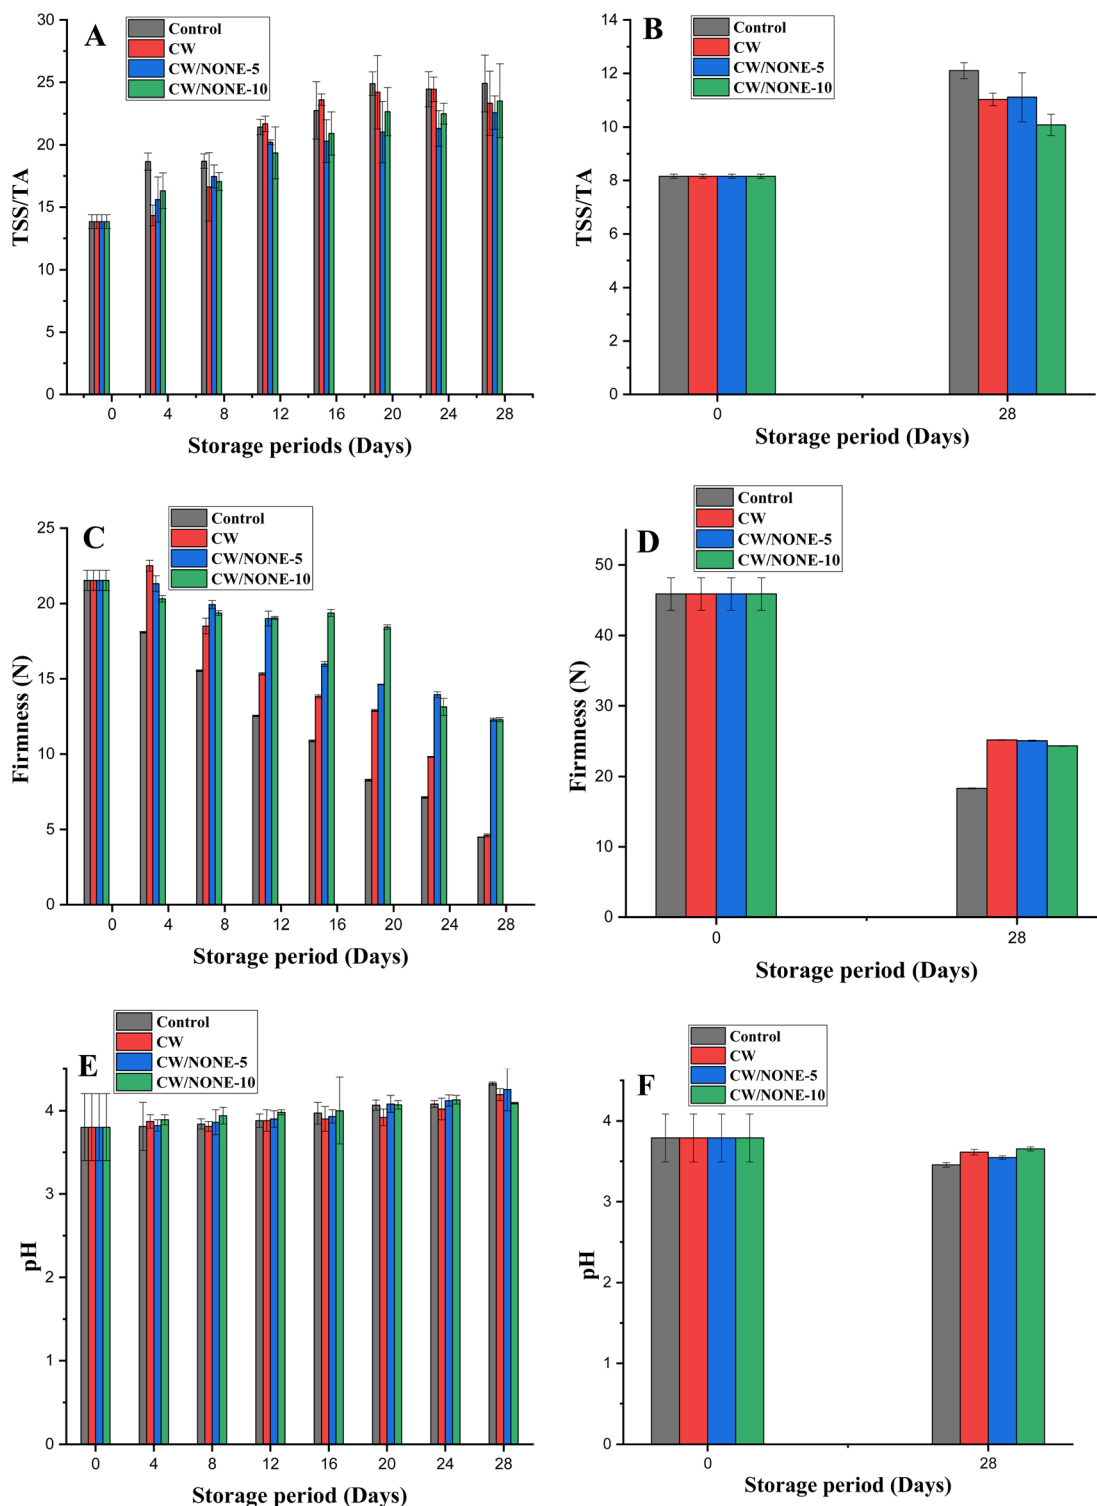 A
Control
CW
CW/NONE-5
CW/NONE-10
30
25
20
15
10
5
0
TSS/TA
0 4 8 12 16 20 24 28
Storage periods (Days)
B
Control
CW
CW/NONE-5
CW/NONE-10
14
12
10
8
6
4
2
0
TSS/TA
0 28
Storage period (Days)
C
Control
CW
CW/NONE-5
CW/NONE-10
25
20
15
10
5
0
Firmness (N)
0 4 8 12 16 20 24 28
Storage period (Days)
D
Control
CW
CW/NONE-5
CW/NONE-10
50
40
30
20
10
0
Firmness (N)
0 28
Storage period (Days)
E
Control
CW
CW/NONE-5
CW/NONE-10
4
3
2
1
0
pH
0 4 8 12 16 20 24 28
Storage period (Days)
F
Control
CW
CW/NONE-5
CW/NONE-10
4
3
2
1
0
pH
0 28
Storage period (Days)